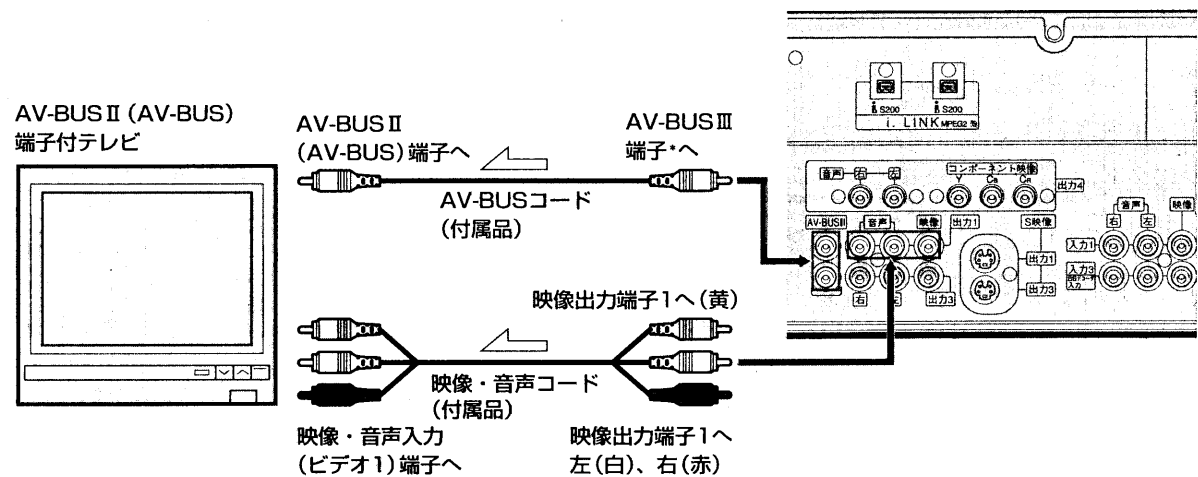 AV-BUSⅡ(AV-BUS)
端子付テレビ
AV-BUSⅡ
(AV-BUS)端子へ
AV-BUSⅢ
端子*へ
AV-BUSコード
(付属品)
映像出力端子1へ(黄)
映像・音声コード
(付属品)
映像・音声入力
(ビデオ1)端子へ
映像出力端子1へ
左(白)、右(赤)
S200
S200
i. LINK MPEG2
音声 右 左
コンポーネント映像
Y CB CR
出力4
AV-BUSⅢ
音声
映像
出力1
S映像
出力1
出力3
右
左
出力3
音声
右 左
映像
入力1
入力3
入力